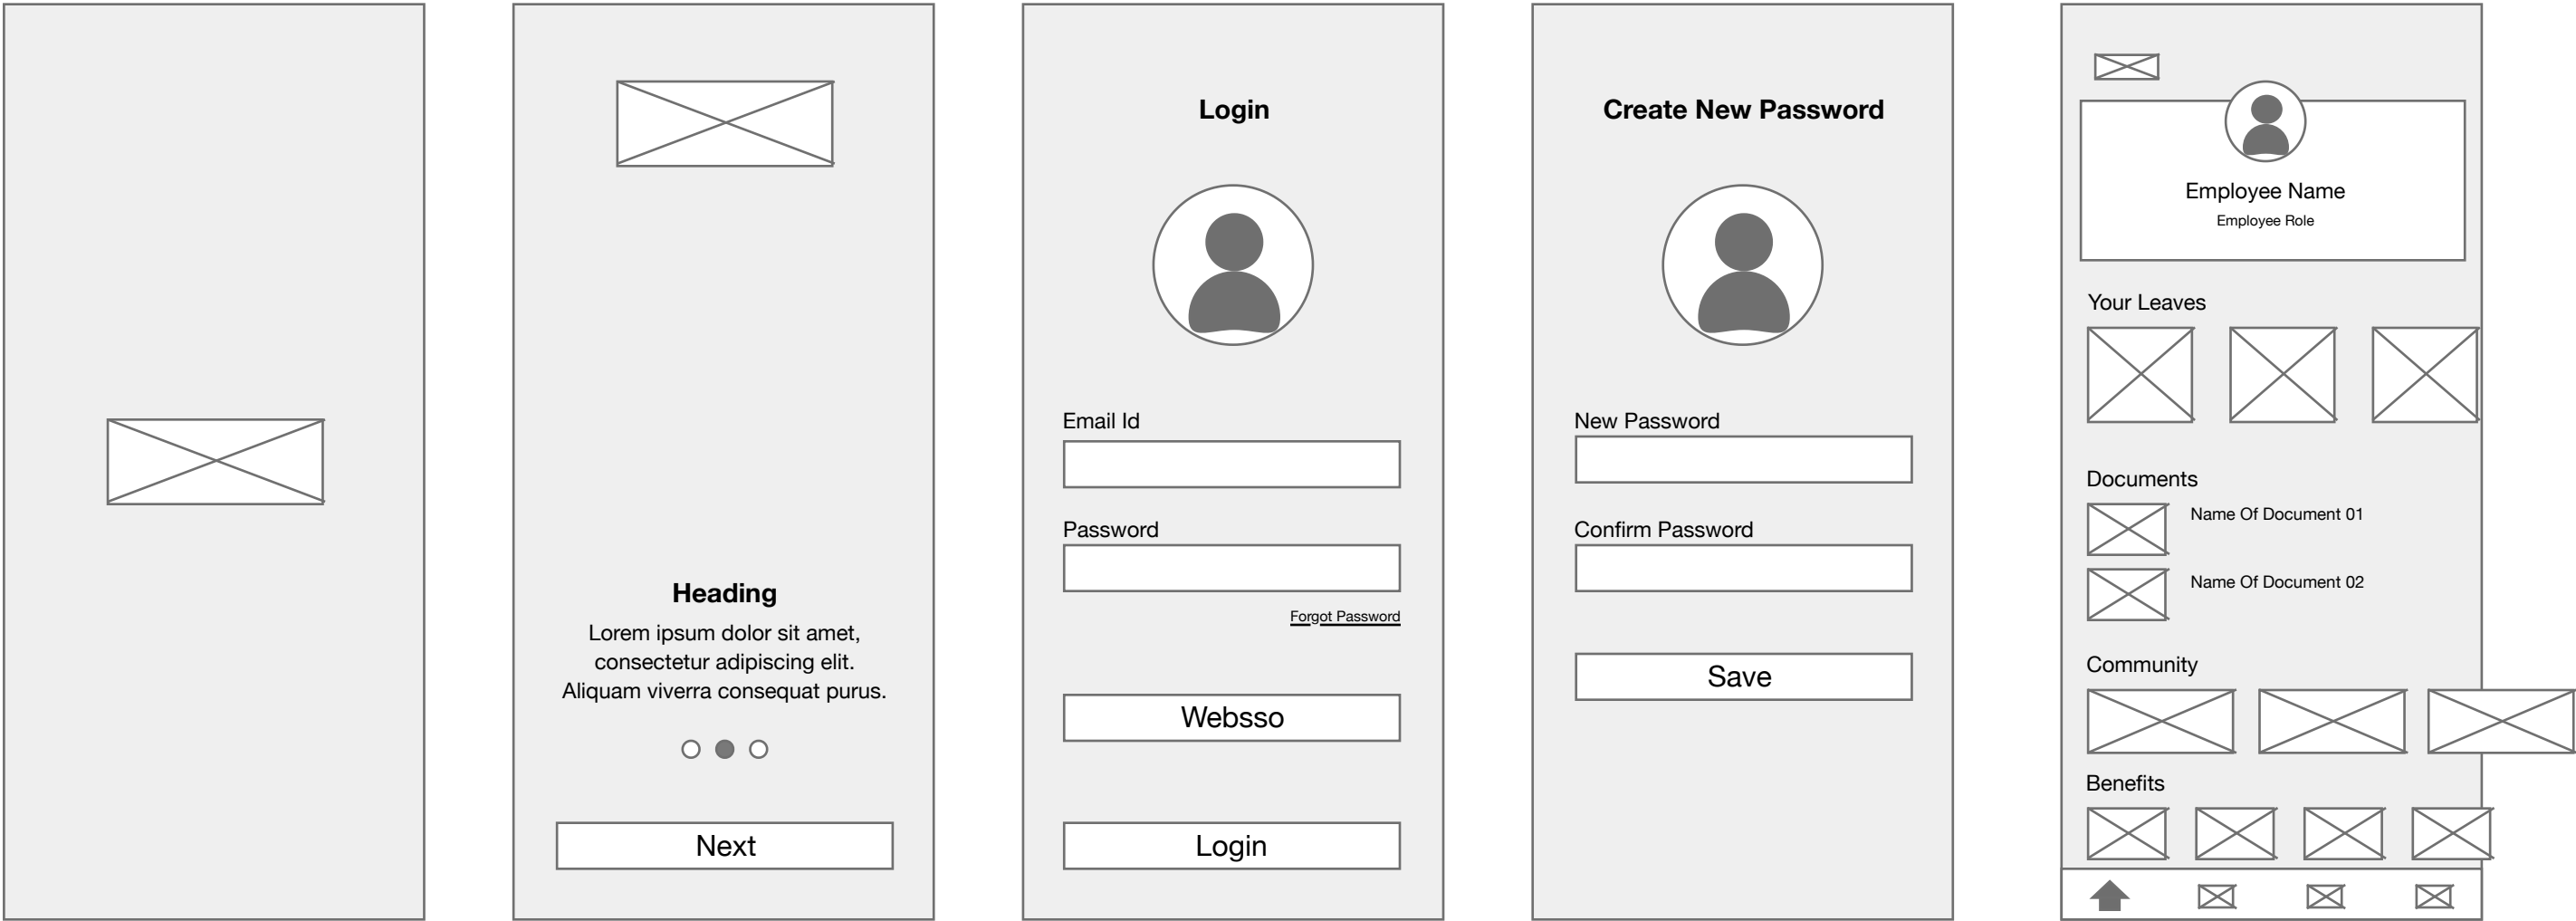 Heading
Lorem ipsum dolor sit amet,
consectetur adipiscing elit.
Aliquam viverra consequat purus.
Next
Login
Email Id
Password
Forgot Password
Websso
Login
Create New Password
New Password
Confirm Password
Save
Employee Name
Employee Role
Your Leaves
Documents
Name Of Document 01
Name Of Document 02
Community
Benefits